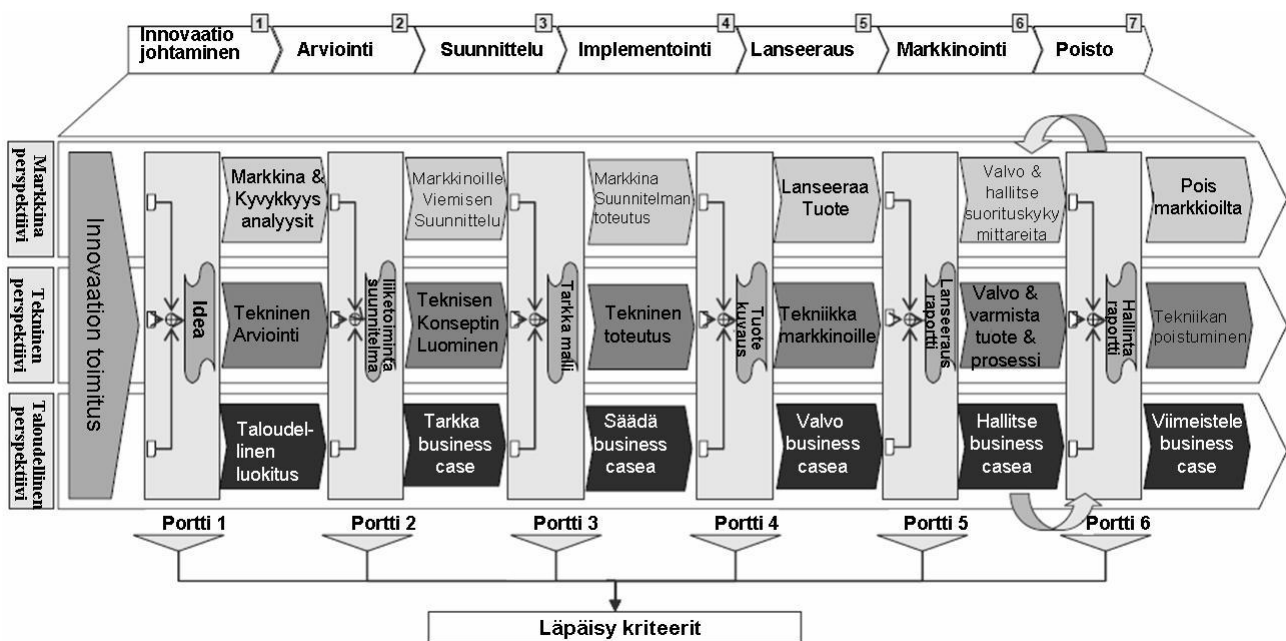 1
2
3
4
5
6
7
Innovaatio
johtaminen
Arviointi
Suunnittelu
Implementointi
Lanseeraus
Markkinointi
Poisto
Markkina
perspektiivi
Tekninen
perspektiivi
Taloudellinen
perspektiivi
Innovaation toimitus
Idea
Markkina &
Kyvykkyys
analyysit
Tekninen
Arviointi
Taloudel-
linen
luokitus
liiketoiminta
suunnitelma
Markkinoille
Viemisen
Suunnittelu
Teknisen
Konseptin
Luominen
Tarkka
business
case
Tarkka malli
Markkina
Suunnitelman
toteutus
Tekninen
toteutus
Säädä
business
casea
Tuote
kuvaus
Lanseeraa
Tuote
Tekniikka
markkinoille
Valvo
business
casea
Lanseeraus
raportti
Valvo &
hallitse
suorituskyky
mittareita
Valvo &
varmista
tuote &
prosessi
Hallitse
business
casea
Hallinta
raportti
Pois
markkioilta
Tekniikan
poistuminen
Viimeistele
business
case
Portti 1
Portti 2
Portti 3
Portti 4
Portti 5
Portti 6
Läpäisy kriteerit